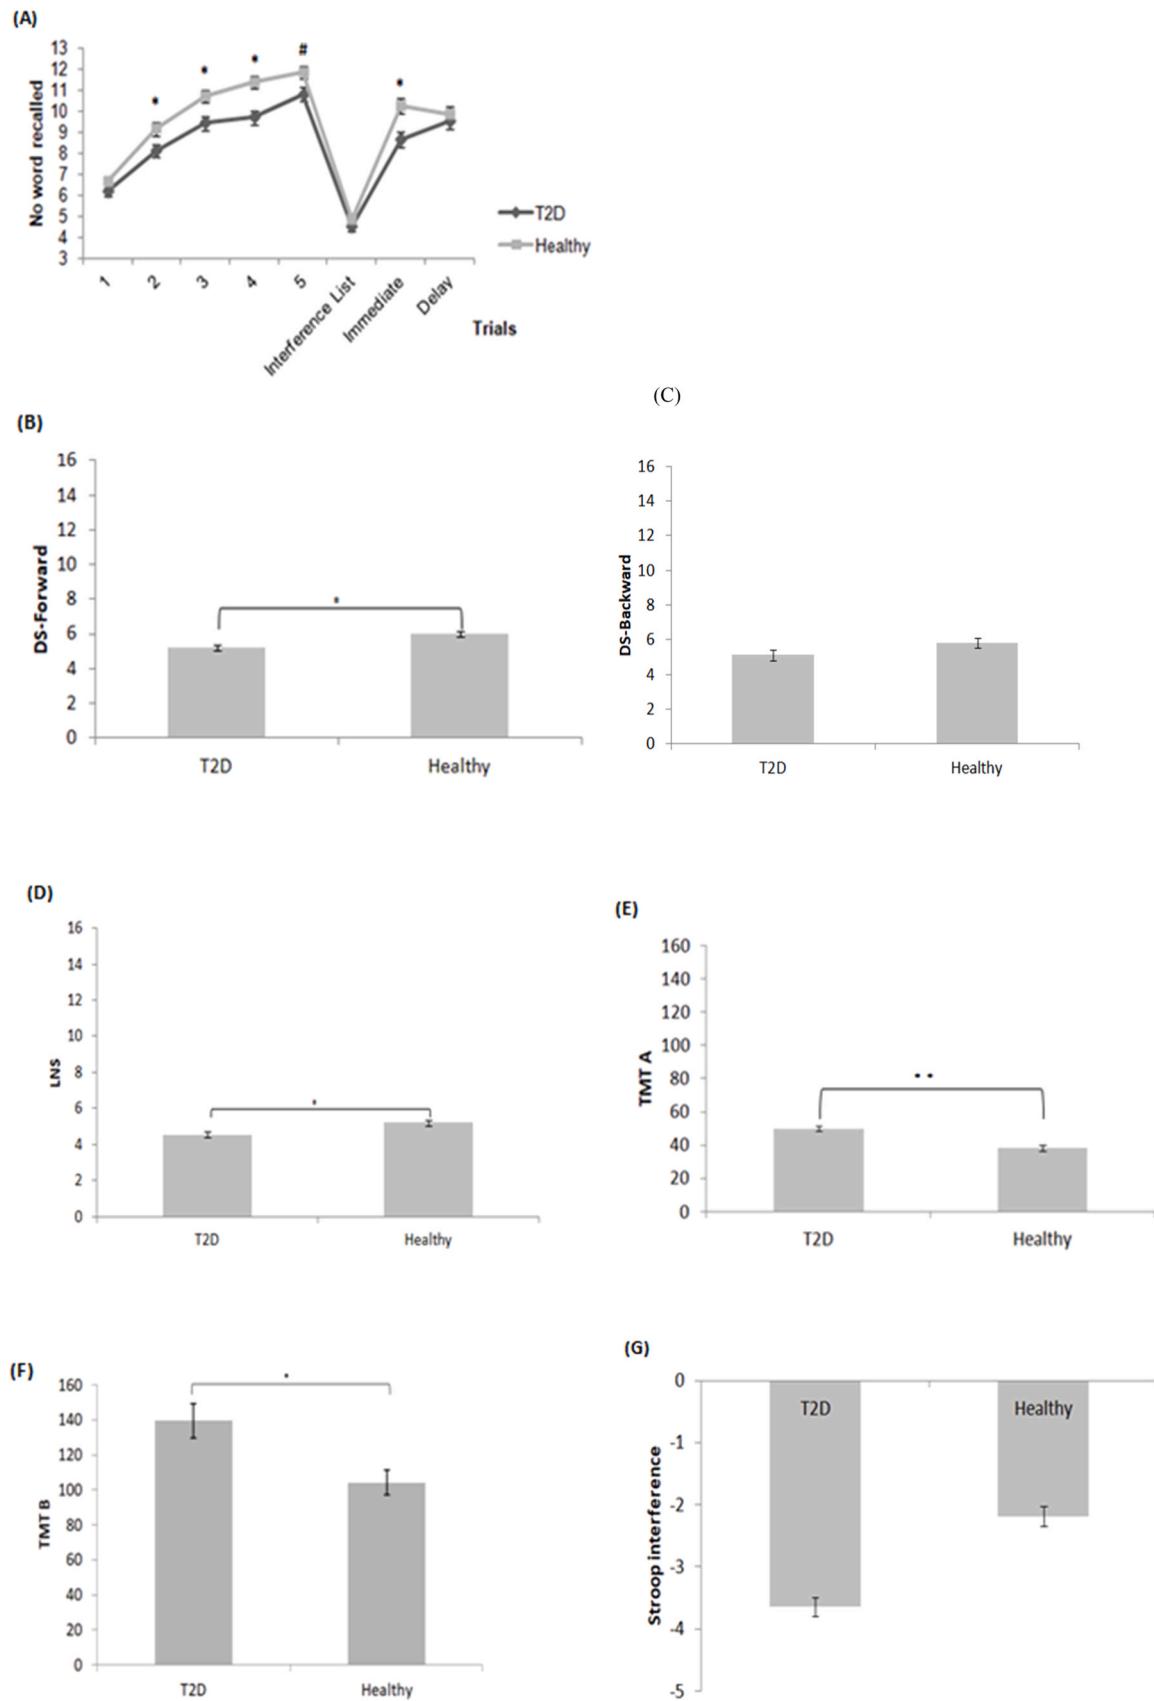 (A)
No word recalled
13
12
11
10
9
8
7
6
5
4
3
* * * # *
1 2 3 4 5 Interference List Immediate Delay
Trials
T2D
Healthy
(B)
DS-Forward
16
14
12
10
8
6
4
2
0
*
T2D Healthy
(C)
DS-Backward
16
14
12
10
8
6
4
2
0
T2D Healthy
(D)
LNS
16
14
12
10
8
6
4
2
0
*
T2D Healthy
(E)
TMT A
160
140
120
100
80
60
40
20
0
**
T2D Healthy
(F)
TMT B
160
140
120
100
80
60
40
20
0
*
T2D Healthy
(G)
Stroop interference
0
-1
-2
-3
-4
-5
T2D Healthy